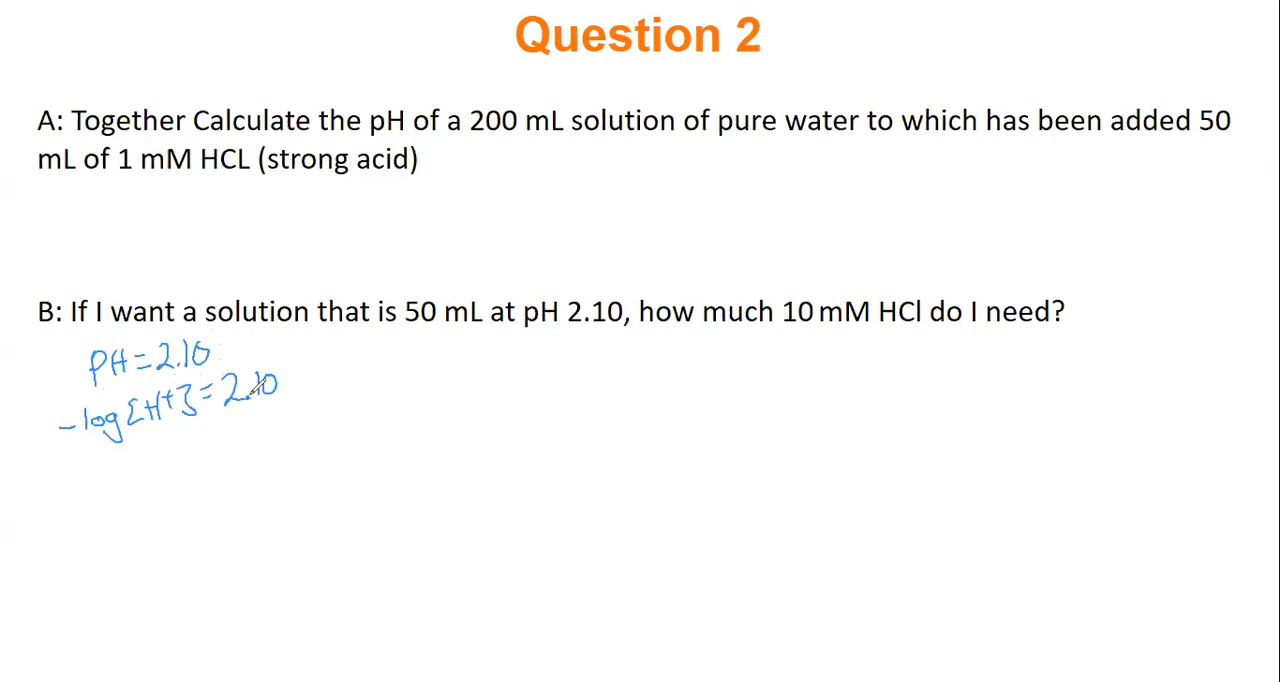 Question 2
A: Together Calculate the pH of a 200 mL solution of pure water to which has been added 50
mL of 1 mM HCL (strong acid)
B: If I want a solution that is 50 mL at pH 2.10, how much 10 mM HCl do I need?
pH=2.10
-log[H+]=2.10